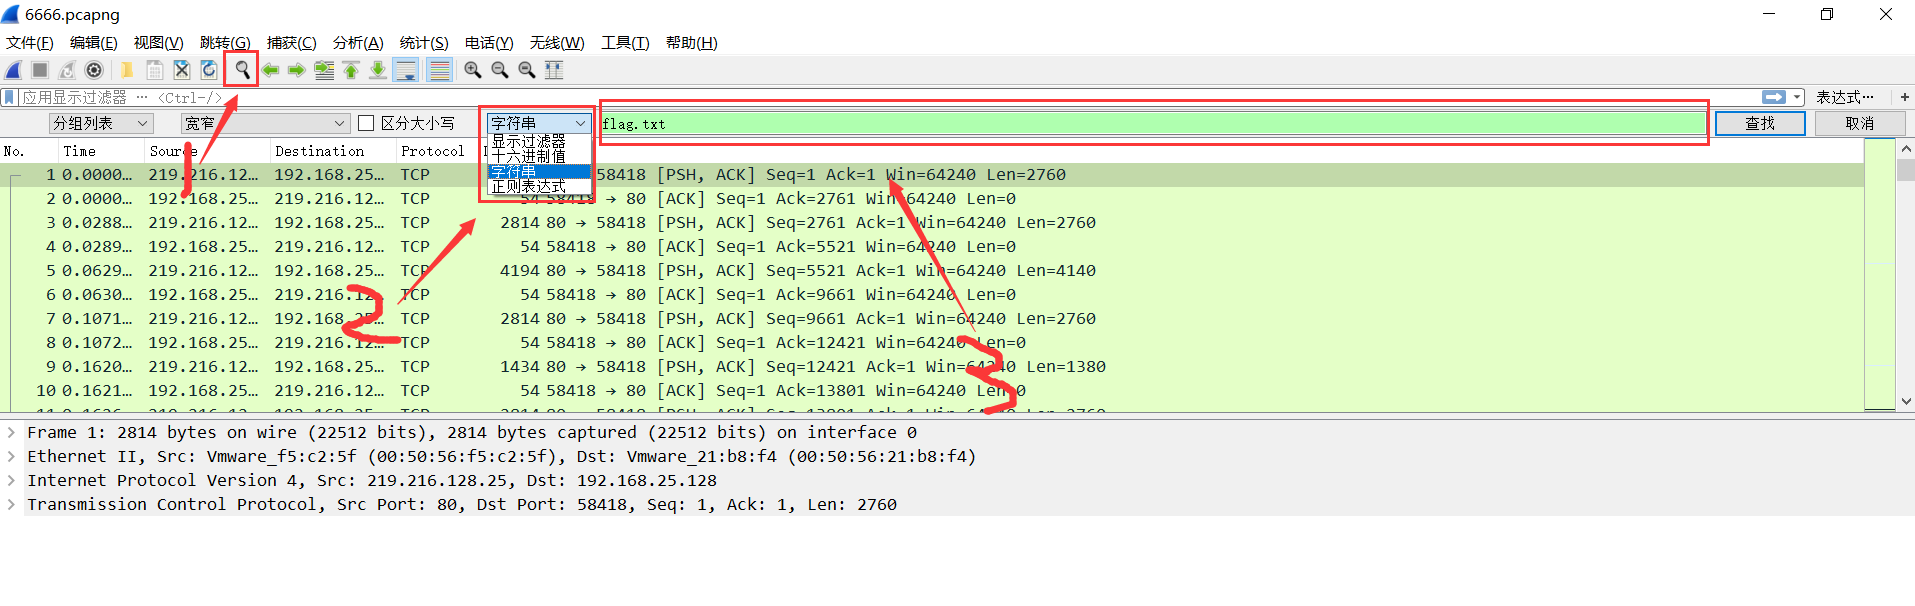 6666.pcapng
文件(F) 编辑(E) 视图(V) 跳转(G) 捕获(C) 分析(A) 统计(S) 电话(Y) 无线(W) 工具(T) 帮助(H)
应用显示过滤器 … <Ctrl-/> 表达式… +
分组列表 宽窄 区分大小写 字符串 flag.txt 查找 取消
显示过滤器
十六进制值
字符串
正则表达式
No. Time Source Destination Protocol
1 0.0000… 219.216.12… 192.168.25… TCP 58418 [PSH, ACK] Seq=1 Ack=1 Win=64240 Len=2760
2 0.0000… 192.168.25… 219.216.12… TCP 54 58418 → 80 [ACK] Seq=1 Ack=2761 Win=64240 Len=0
3 0.0288… 219.216.12… 192.168.25… TCP 2814 80 → 58418 [PSH, ACK] Seq=2761 Ack=1 Win=64240 Len=2760
4 0.0289… 192.168.25… 219.216.12… TCP 54 58418 → 80 [ACK] Seq=1 Ack=5521 Win=64240 Len=0
5 0.0629… 219.216.12… 192.168.25… TCP 4194 80 → 58418 [PSH, ACK] Seq=5521 Ack=1 Win=64240 Len=4140
6 0.0630… 192.168.25… 219.216.12… TCP 54 58418 → 80 [ACK] Seq=1 Ack=9661 Win=64240 Len=0
7 0.1071… 219.216.12… 192.168.25… TCP 2814 80 → 58418 [PSH, ACK] Seq=9661 Ack=1 Win=64240 Len=2760
8 0.1072… 192.168.25… 219.216.12… TCP 54 58418 → 80 [ACK] Seq=1 Ack=12421 Win=64240 Len=0
9 0.1620… 219.216.12… 192.168.25… TCP 1434 80 → 58418 [PSH, ACK] Seq=12421 Ack=1 Win=64240 Len=1380
10 0.1621… 192.168.25… 219.216.12… TCP 54 58418 → 80 [ACK] Seq=1 Ack=13801 Win=64240 Len=0
1
2
3
Frame 1: 2814 bytes on wire (22512 bits), 2814 bytes captured (22512 bits) on interface 0
Ethernet II, Src: Vmware_f5:c2:5f (00:50:56:f5:c2:5f), Dst: Vmware_21:b8:f4 (00:50:56:21:b8:f4)
Internet Protocol Version 4, Src: 219.216.128.25, Dst: 192.168.25.128
Transmission Control Protocol, Src Port: 80, Dst Port: 58418, Seq: 1, Ack: 1, Len: 2760